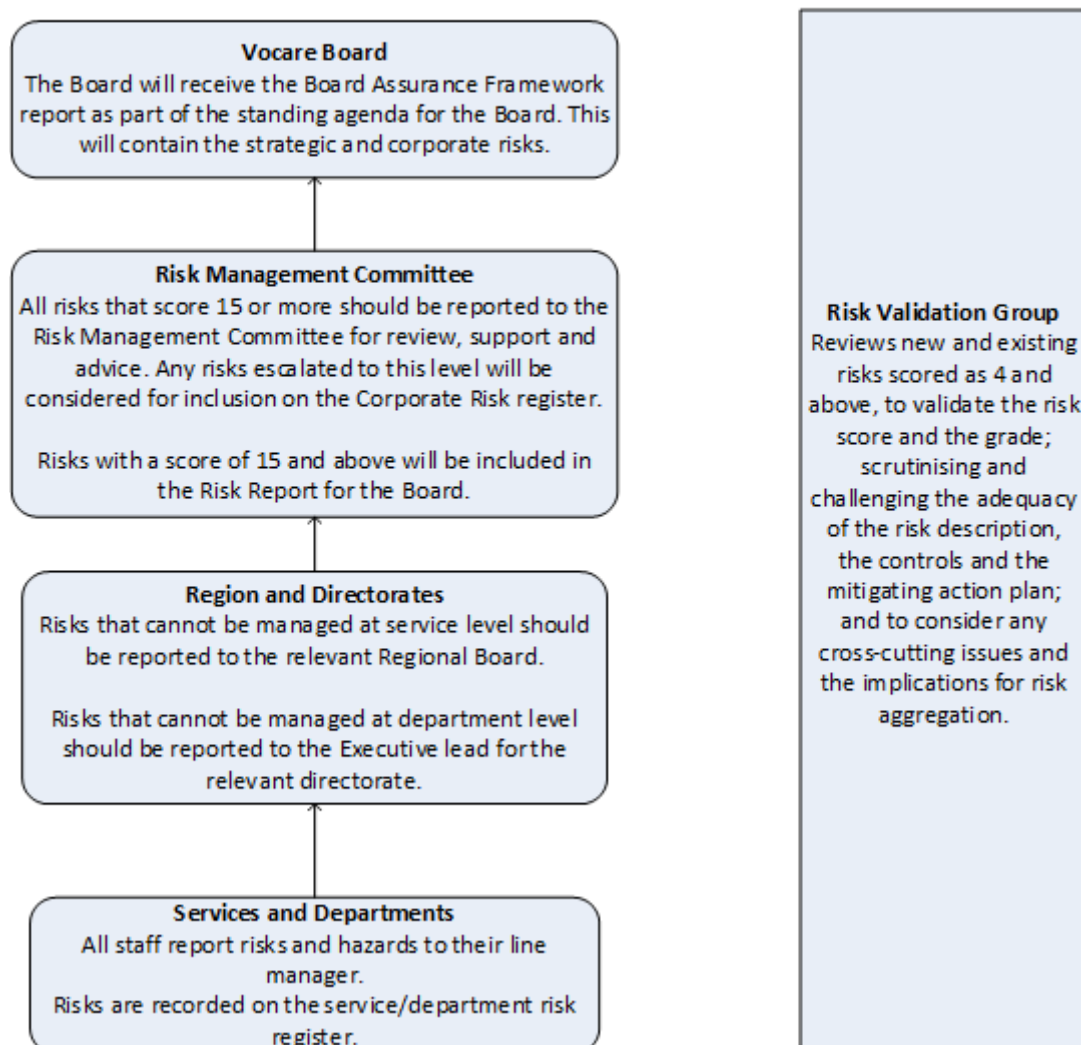 Vocare Board
The Board will receive the Board Assurance Framework
report as part of the standing agenda for the Board. This
will contain the strategic and corporate risks.
Risk Management Committee
All risks that score 15 or more should be reported to the
Risk Management Committee for review, support and
advice. Any risks escalated to this level will be
considered for inclusion on the Corporate Risk register.
Risks with a score of 15 and above will be included in
the Risk Report for the Board.
Region and Directorates
Risks that cannot be managed at service level should
be reported to the relevant Regional Board.
Risks that cannot be managed at department level
should be reported to the Executive lead for the
relevant directorate.
Services and Departments
All staff report risks and hazards to their line
manager.
Risks are recorded on the service/department risk
register.
Risk Validation Group
Reviews new and existing
risks scored as 4 and
above, to validate the risk
score and the grade;
scrutinising and
challenging the adequacy
of the risk description,
the controls and the
mitigating action plan;
and to consider any
cross-cutting issues and
the implications for risk
aggregation.